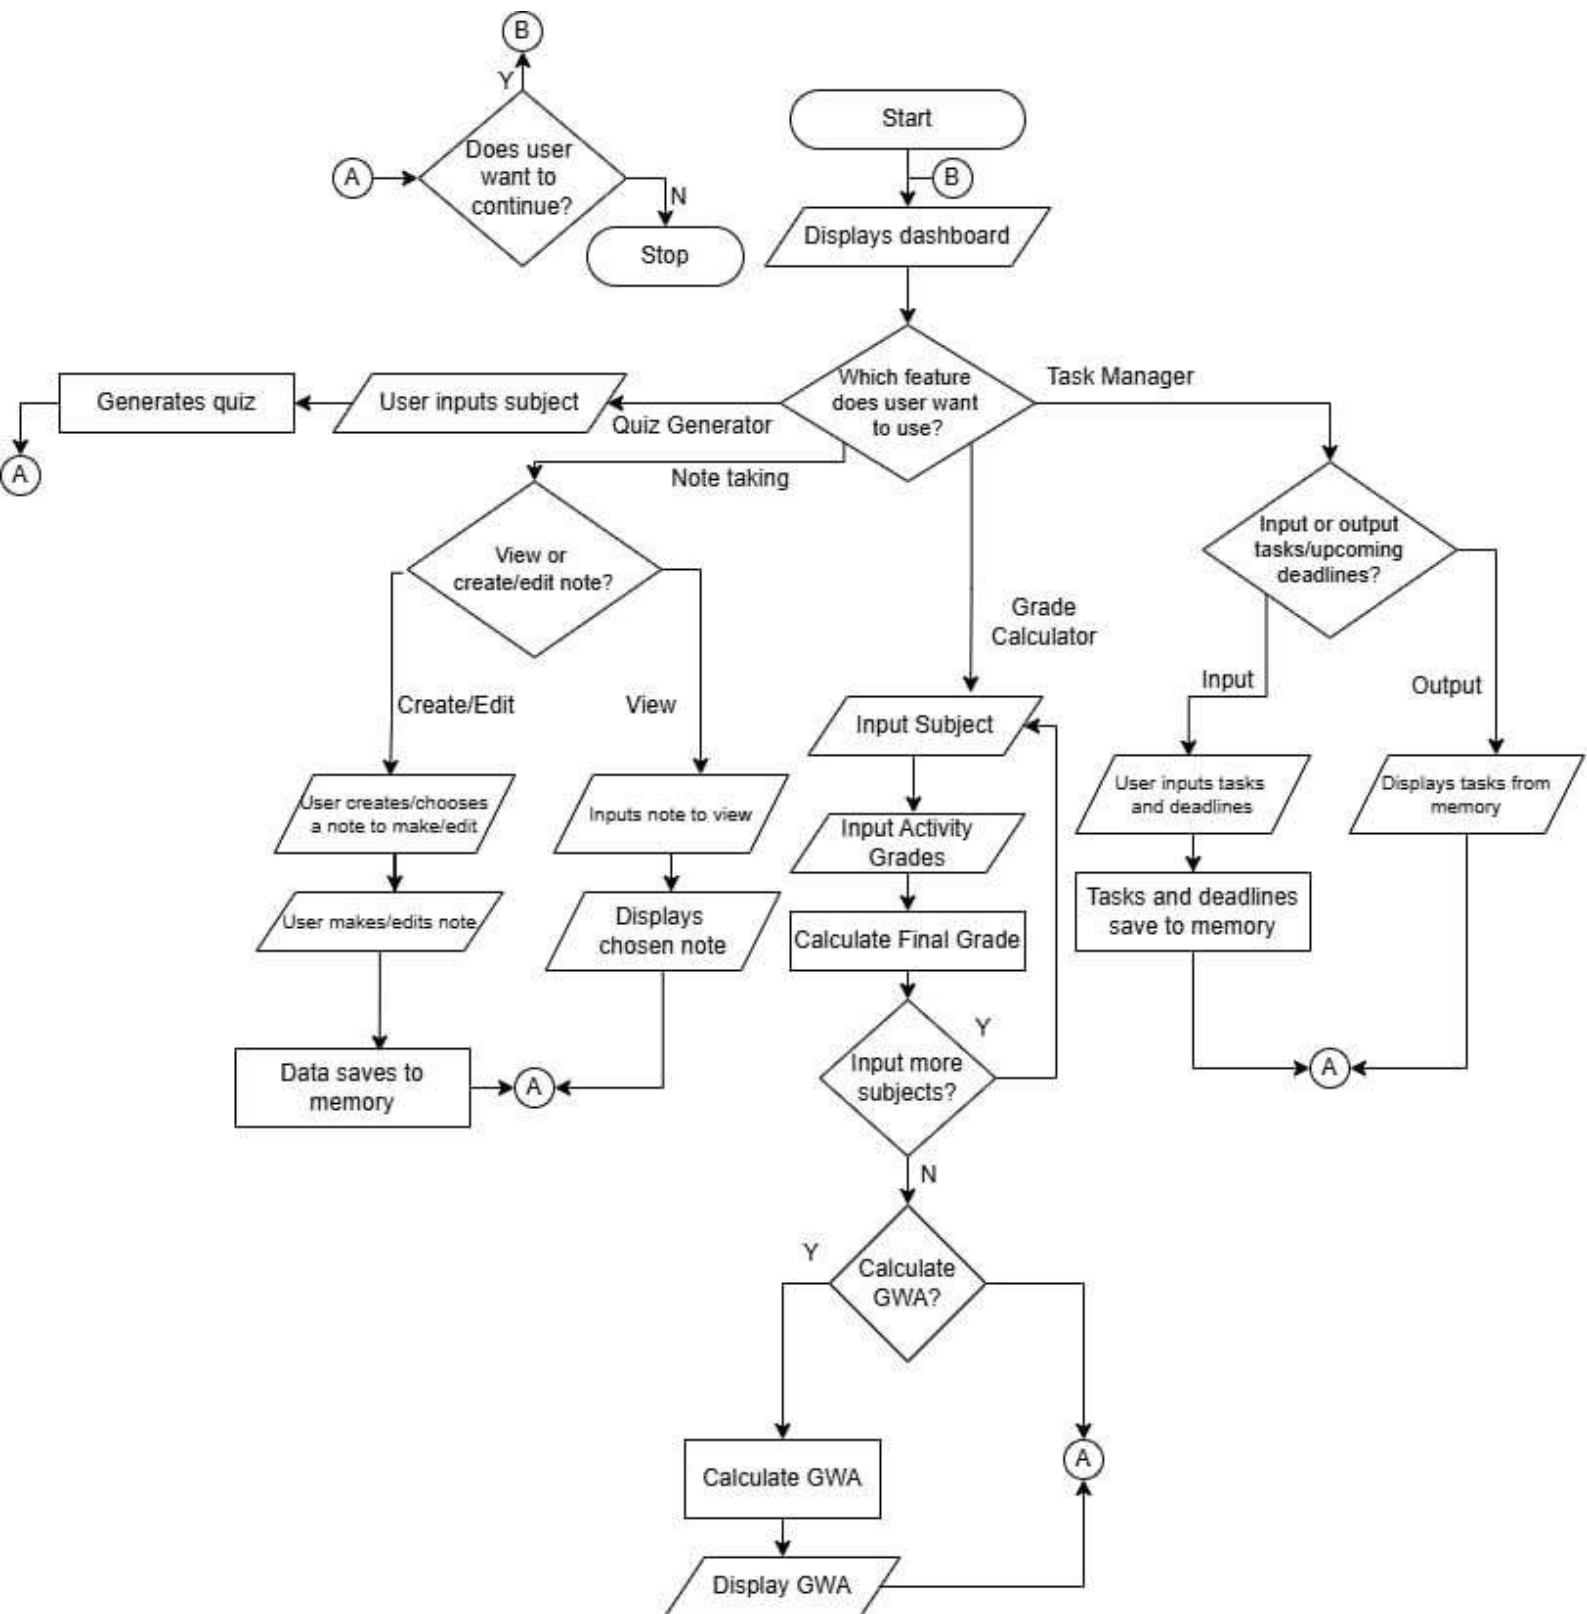 B
Y
Start
Does user
want to
continue?
A
B
N
Stop
Displays dashboard
Which feature
does user want
to use?
Task Manager
Generates quiz
User inputs subject
Quiz Generator
A
Note taking
View or
create/edit note?
Input or output
tasks/upcoming
deadlines?
Grade
Calculator
Create/Edit
View
Input
Output
Input Subject
User creates/chooses
a note to make/edit
Inputs note to view
User inputs tasks
and deadlines
Displays tasks from
memory
Input Activity
Grades
User makes/edits note
Displays
chosen note
Calculate Final Grade
Tasks and deadlines
save to memory
Y
Data saves to
memory
A
Input more
subjects?
A
N
Y
Calculate
GWA?
Calculate GWA
A
Display GWA